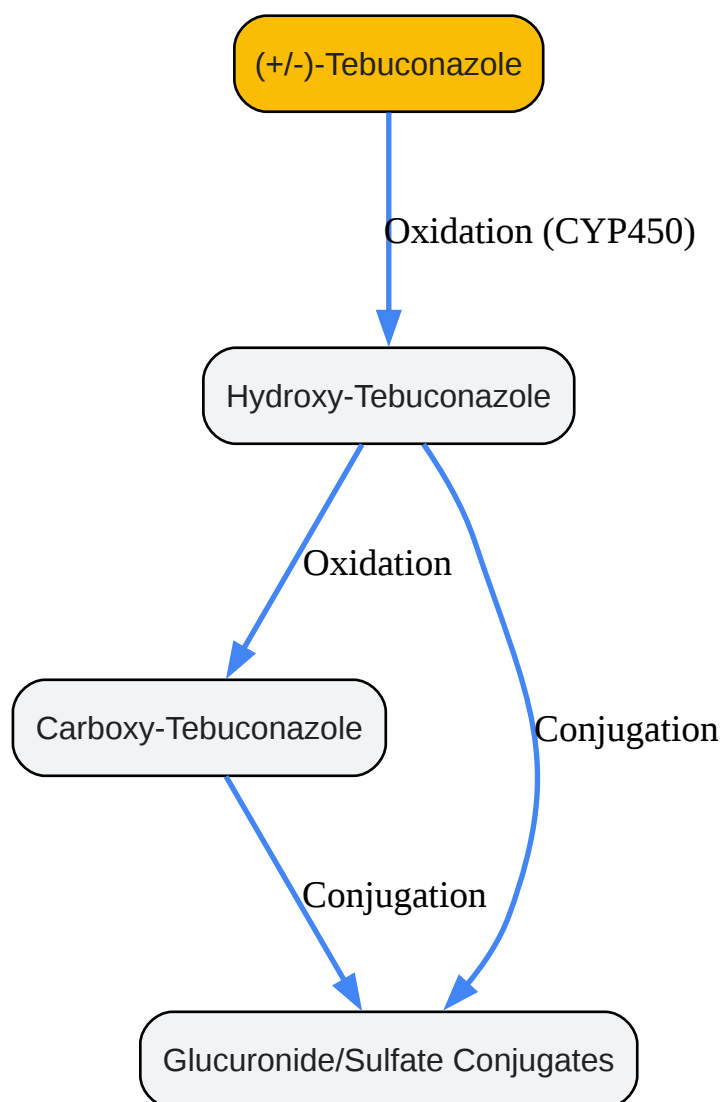 (+/-)-Tebuconazole
Oxidation (CYP450)
Hydroxy-Tebuconazole
Oxidation
Carboxy-Tebuconazole
Conjugation
Conjugation
Glucuronide/Sulfate Conjugates